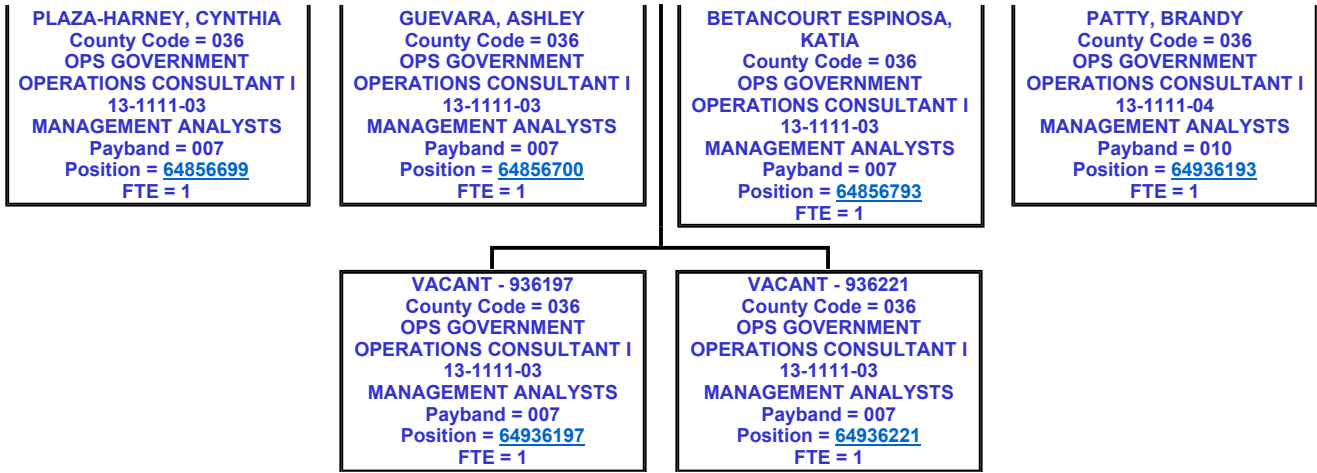 PLAZA-HARNEY, CYNTHIA
County Code = 036
OPS GOVERNMENT
OPERATIONS CONSULTANT I
13-1111-03
MANAGEMENT ANALYSTS
Payband = 007
Position = 64856699
FTE = 1
GUEVARA, ASHLEY
County Code = 036
OPS GOVERNMENT
OPERATIONS CONSULTANT I
13-1111-03
MANAGEMENT ANALYSTS
Payband = 007
Position = 64856700
FTE = 1
BETANCOURT ESPINOSA,
KATIA
County Code = 036
OPS GOVERNMENT
OPERATIONS CONSULTANT I
13-1111-03
MANAGEMENT ANALYSTS
Payband = 007
Position = 64856793
FTE = 1
PATTY, BRANDY
County Code = 036
OPS GOVERNMENT
OPERATIONS CONSULTANT I
13-1111-04
MANAGEMENT ANALYSTS
Payband = 010
Position = 64936193
FTE = 1
VACANT - 936197
County Code = 036
OPS GOVERNMENT
OPERATIONS CONSULTANT I
13-1111-03
MANAGEMENT ANALYSTS
Payband = 007
Position = 64936197
FTE = 1
VACANT - 936221
County Code = 036
OPS GOVERNMENT
OPERATIONS CONSULTANT I
13-1111-03
MANAGEMENT ANALYSTS
Payband = 007
Position = 64936221
FTE = 1